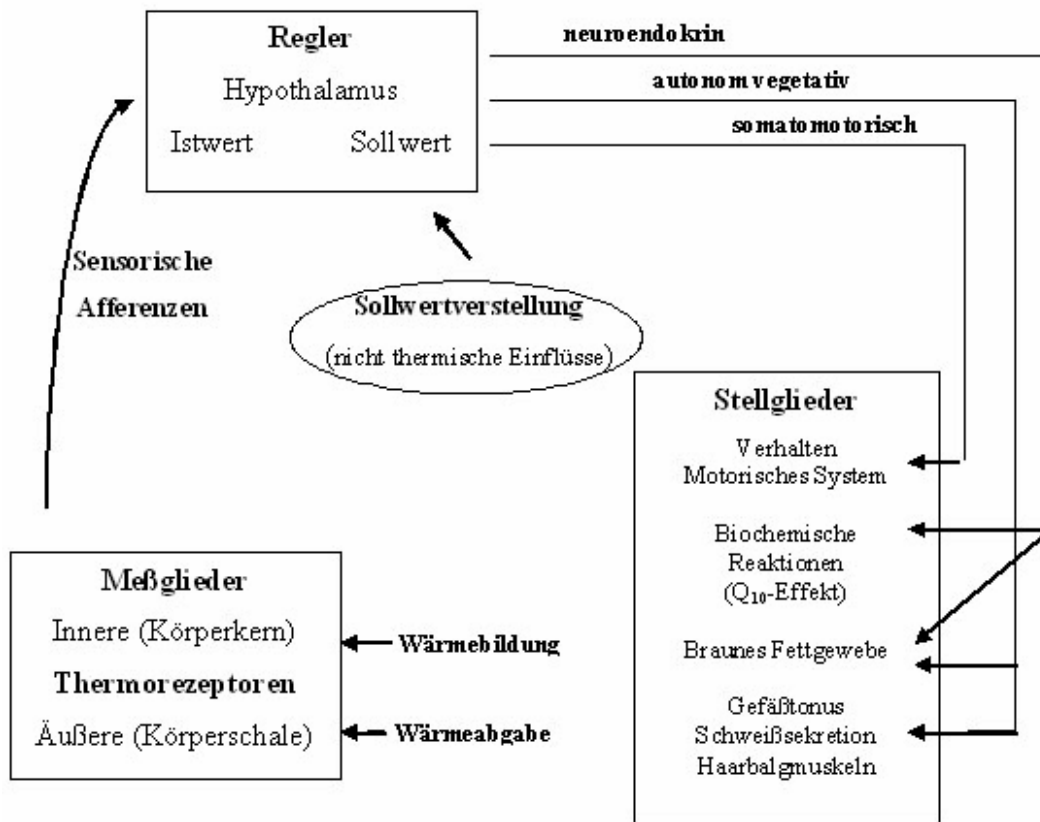 Regler
Hypothalamus
Istwert Sollwert
neuroendokrin
autonom vegetativ
somatomotorisch
Sensorische
Afferenzen
Sollwertverstellung
(nicht thermische Einflüsse)
Stellglieder
Verhalten
Motorisches System
Biochemische
Reaktionen
(Q₁₀-Effekt)
Braunes Fettgewebe
Gefäßtonus
Schweißsekretion
Haarbalgmuskeln
Meßglieder
Innere (Körperkern)
Thermorezeptoren
Äußere (Körperschale)
Wärmebildung
Wärmeabgabe